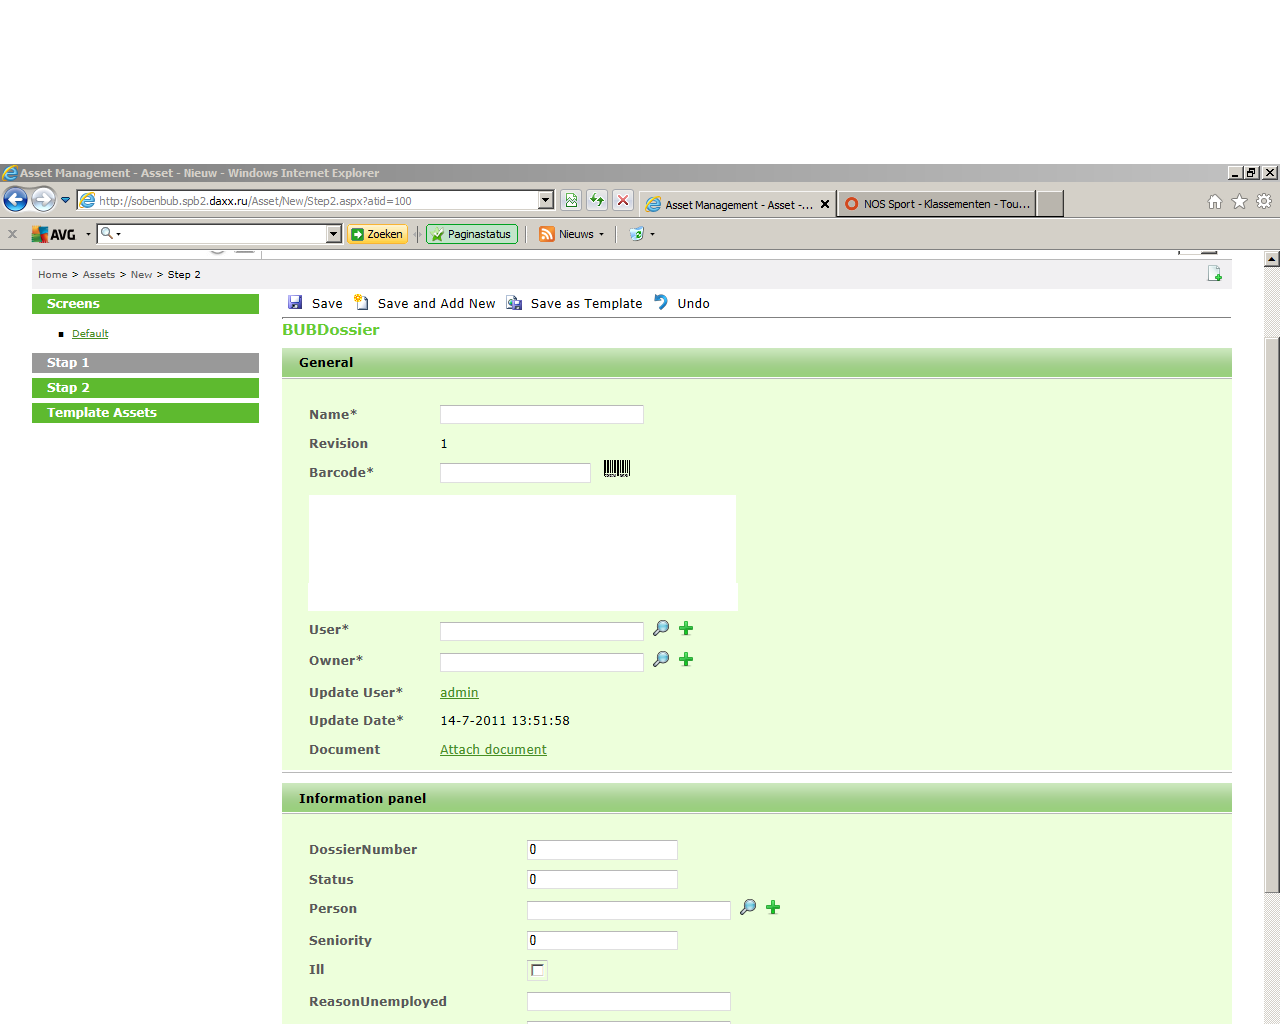 Asset Management - Asset - Nieuw - Windows Internet Explorer
http://sobenbub.spb2.daxx.ru/Asset/New/Step2.aspx?atid=100
Asset Management - Asset -...
NOS Sport - Klassementen - Tou...
AVG
Zoeken
Paginastatus
Nieuws
Home > Assets > New > Step 2
Screens
Default
Stap 1
Stap 2
Template Assets
Save
Save and Add New
Save as Template
Undo
BUBDossier
General
Name*
Revision 1
Barcode*
User*
Owner*
Update User* admin
Update Date* 14-7-2011 13:51:58
Document Attach document
Information panel
DossierNumber 0
Status 0
Person
Seniority 0
Ill
ReasonUnemployed